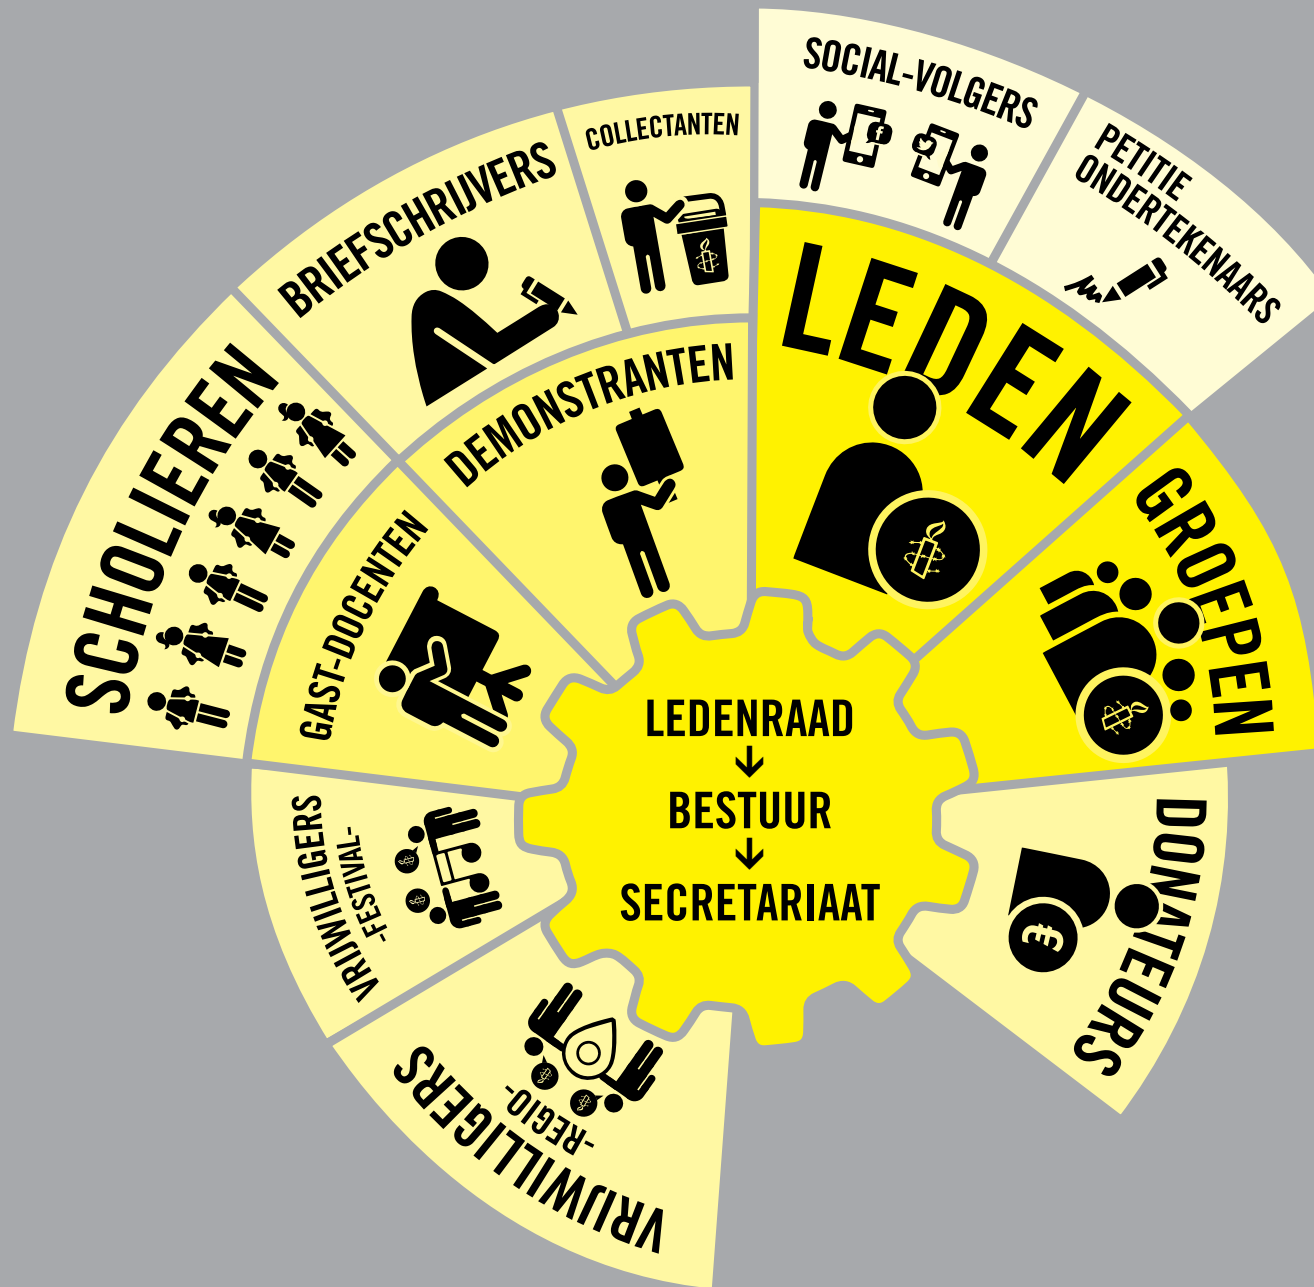 SOCIAL-VOLGERS
PETITIE
ONDERTEKENAARS
COLLECTANTEN
BRIEFSCHRIJVERS
SCHOLIEREN
DEMONSTRANTEN
GAST-DOCENTEN
LEDEN
GROEPEN
DONATEURS
LEDENRAAD
↓
BESTUUR
↓
SECRETARIAAT
VRIJWILLIGERS
-FESTIVAL-
-REGIO-
VRIJWILLIGERS